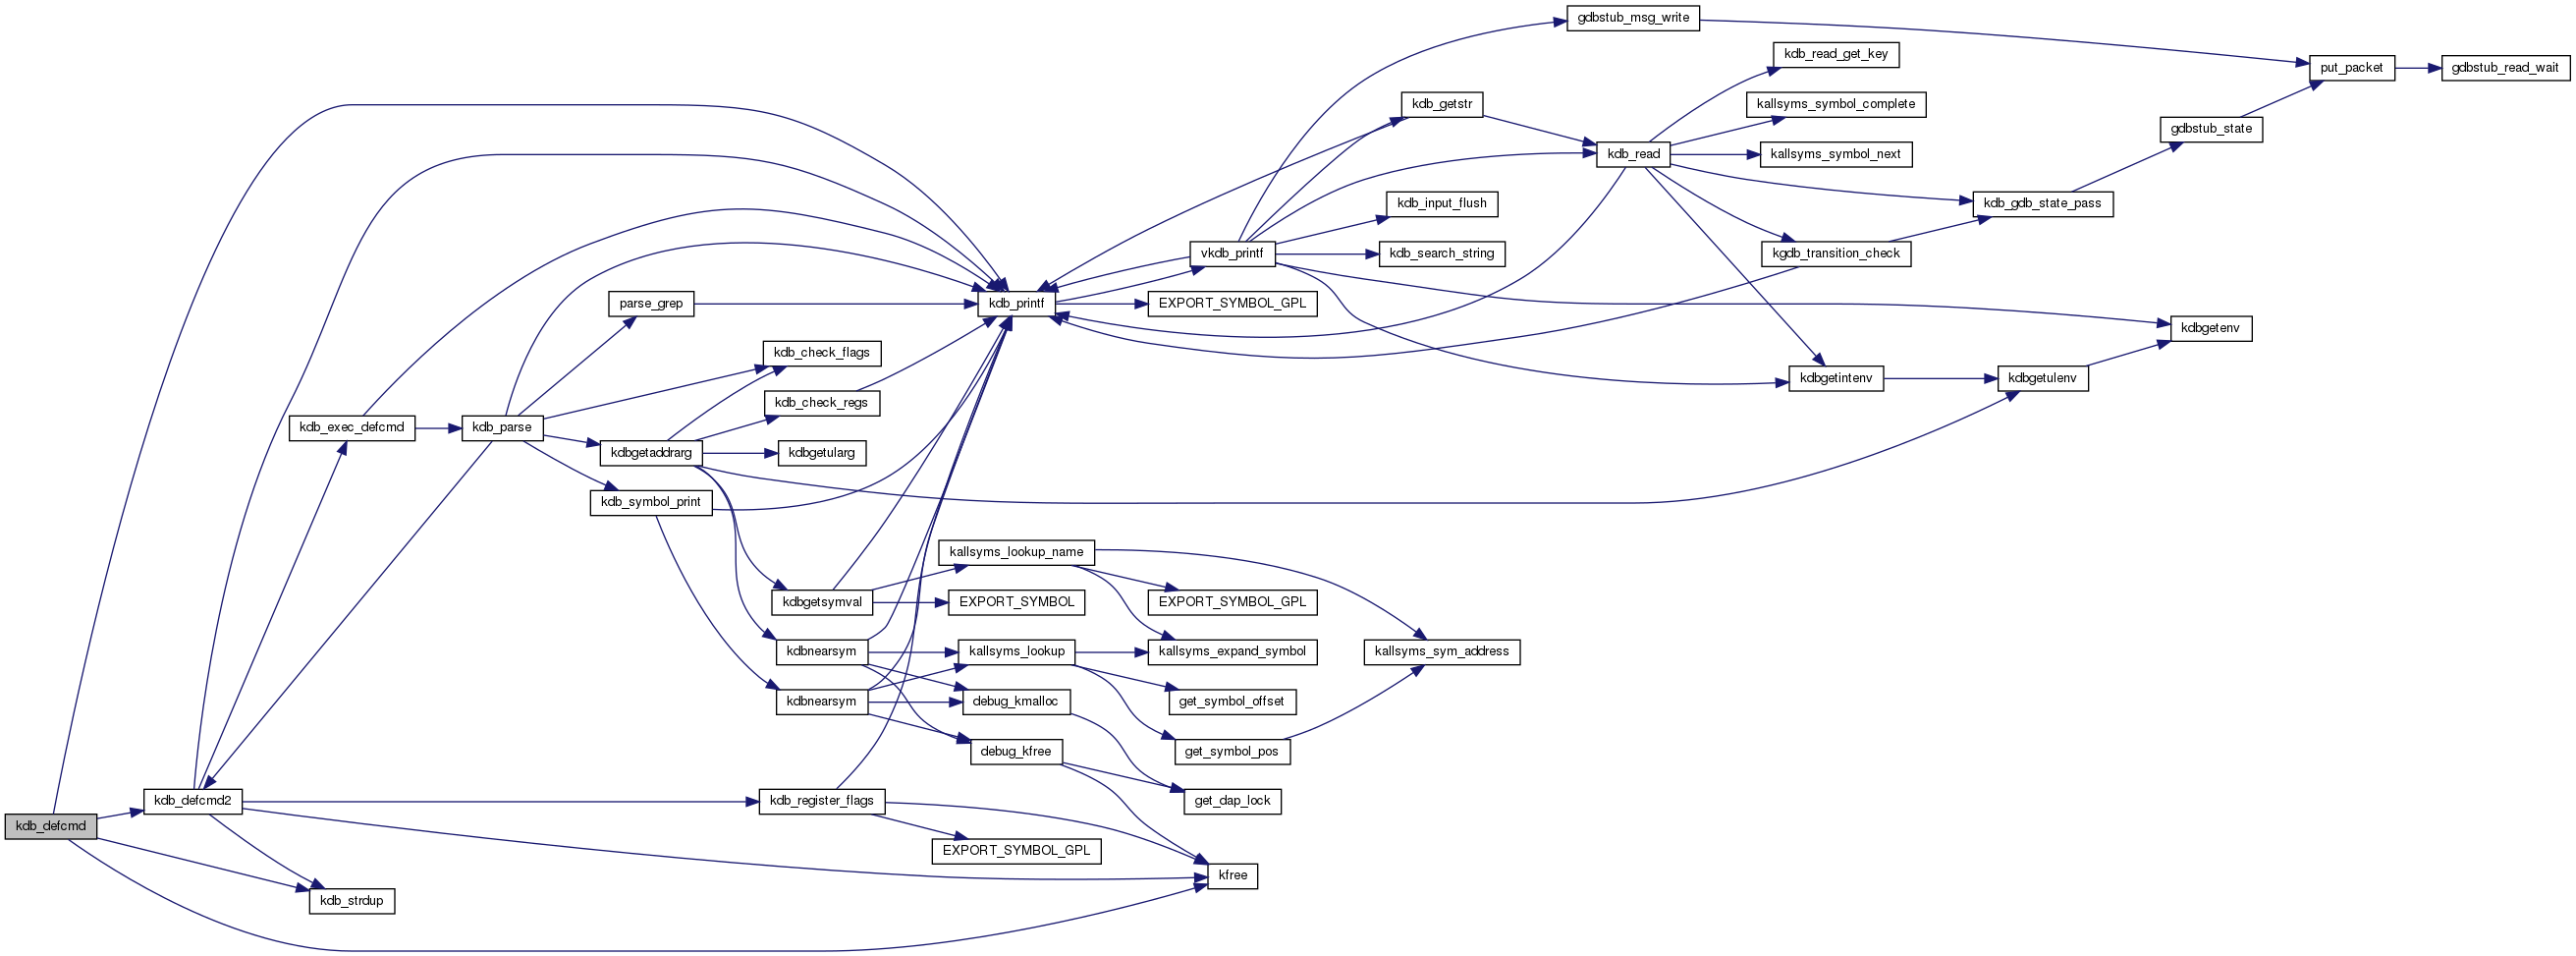 gdbstub_msg_write
kdb_read_get_key
put_packet
gdbstub_read_wait
kdb_getstr
kallsyms_symbol_complete
gdbstub_state
kdb_read
kallsyms_symbol_next
kdb_input_flush
kdb_gdb_state_pass
vkdb_printf
kdb_search_string
kgdb_transition_check
parse_grep
kdb_printf
EXPORT_SYMBOL_GPL
kdbgetenv
kdb_check_flags
kdbgetintenv
kdbgetulenv
kdb_check_regs
kdb_exec_defcmd
kdb_parse
kdbgetaddrarg
kdbgetularg
kdb_symbol_print
kallsyms_lookup_name
kdbgetsymval
EXPORT_SYMBOL
EXPORT_SYMBOL_GPL
kdbnearsym
kallsyms_lookup
kallsyms_expand_symbol
kallsyms_sym_address
kdbnearsym
debug_kmalloc
get_symbol_offset
debug_kfree
get_symbol_pos
kdb_defcmd2
kdb_register_flags
get_dap_lock
kdb_defcmd
EXPORT_SYMBOL_GPL
kfree
kdb_strdup